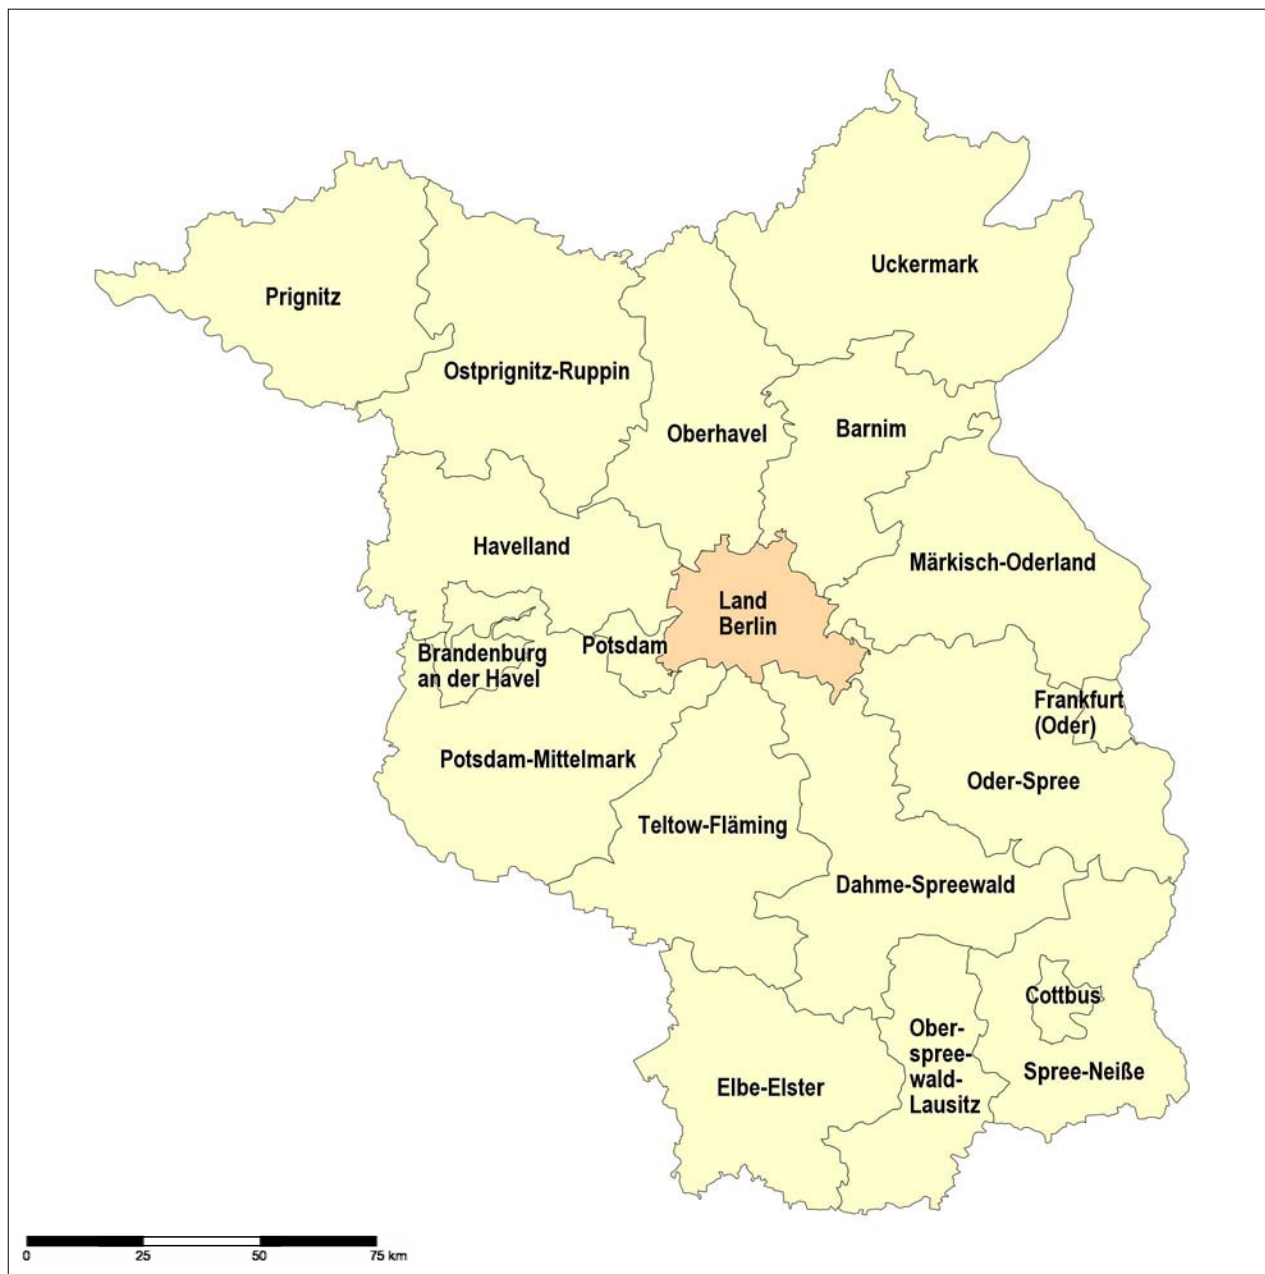 Uckermark
Prignitz
Ostprignitz-Ruppin
Oberhavel
Barnim
Havelland
Märkisch-Oderland
Land
Berlin
Potsdam
Brandenburg
an der Havel
Frankfurt
(Oder)
Potsdam-Mittelmark
Oder-Spree
Teltow-Fläming
Dahme-Spreewald
Cottbus
Ober-
spree-
wald-
Lausitz
Spree-Neiße
Elbe-Elster
0 25 50 75 km